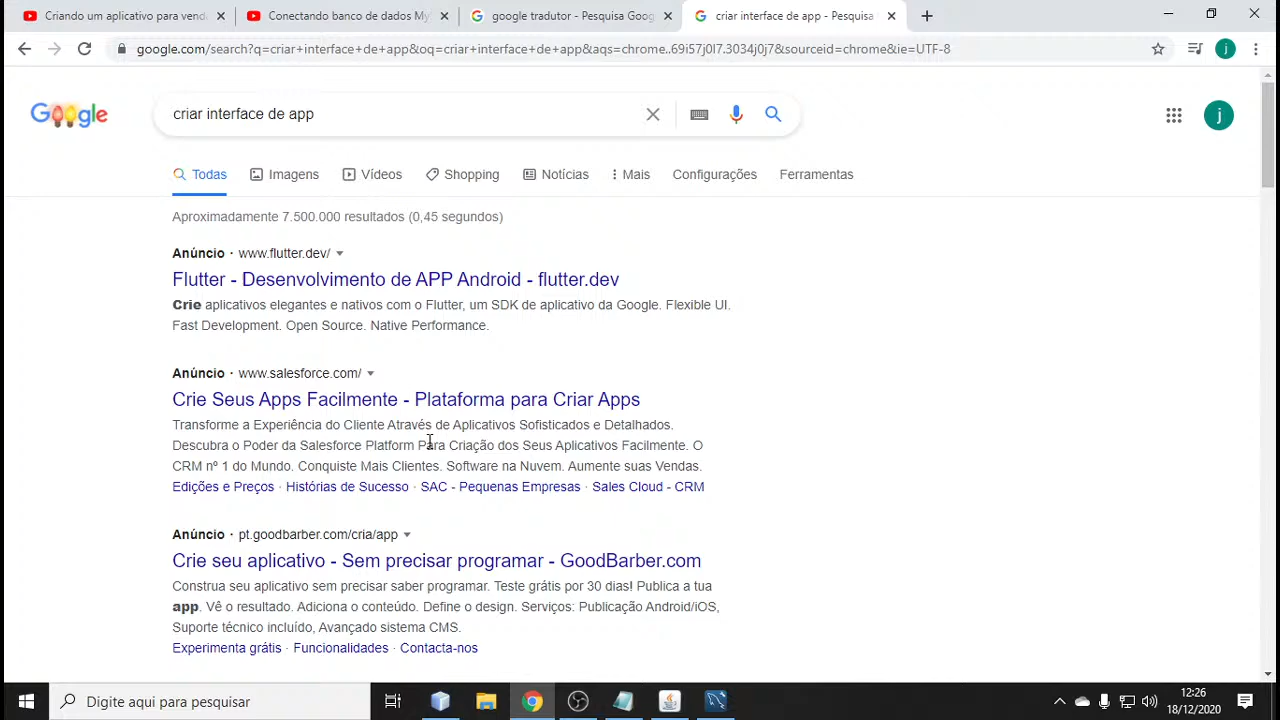 Criando um aplicativo para venda
Conectando banco de dados My
google tradutor - Pesquisa Goog
criar interface de app - Pesquisa
google.com/search?q=criar+interface+de+app&oq=criar+interface+de+app&aqs=chrome..69i57j0l7.3034j0j7&sourceid=chrome&ie=UTF-8
j
Google
criar interface de app
j
Todas
Imagens
Vídeos
Shopping
Notícias
Mais
Configurações
Ferramentas
Aproximadamente 7.500.000 resultados (0,45 segundos)
Anúncio · www.flutter.dev/
Flutter - Desenvolvimento de APP Android - flutter.dev
Crie aplicativos elegantes e nativos com o Flutter, um SDK de aplicativo da Google. Flexible UI.
Fast Development. Open Source. Native Performance.
Anúncio · www.salesforce.com/
Crie Seus Apps Facilmente - Plataforma para Criar Apps
Transforme a Experiência do Cliente Através de Aplicativos Sofisticados e Detalhados.
Descubra o Poder da Salesforce Platform Para Criação dos Seus Aplicativos Facilmente. O
CRM nº 1 do Mundo. Conquiste Mais Clientes. Software na Nuvem. Aumente suas Vendas.
Edições e Preços · Histórias de Sucesso · SAC - Pequenas Empresas · Sales Cloud - CRM
Anúncio · pt.goodbarber.com/cria/app
Crie seu aplicativo - Sem precisar programar - GoodBarber.com
Construa seu aplicativo sem precisar saber programar. Teste grátis por 30 dias! Publica a tua
app. Vê o resultado. Adiciona o conteúdo. Define o design. Serviços: Publicação Android/iOS,
Suporte técnico incluído, Avançado sistema CMS.
Experimenta grátis · Funcionalidades · Contacta-nos
Digite aqui para pesquisar
12:26
18/12/2020